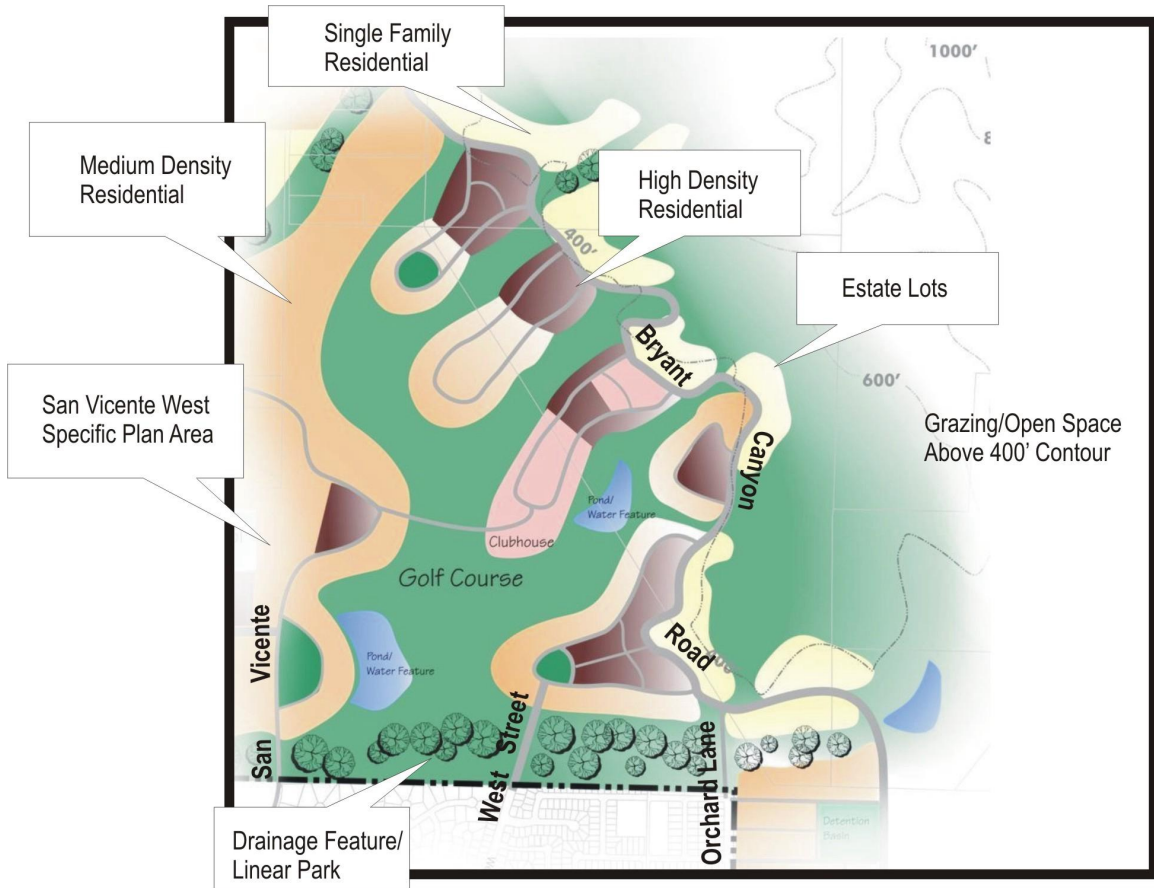 Single Family
Residential
1000'
8
Medium Density
Residential
High Density
Residential
400'
Estate Lots
Bryant
600'
San Vicente West
Specific Plan Area
Grazing/Open Space
Above 400' Contour
Canyon
Pond/
Water Feature
Clubhouse
Golf Course
Vicente
Road
Pond/
Water Feature
San
West Street
Orchard Lane
Detention
Basin
Drainage Feature/
Linear Park